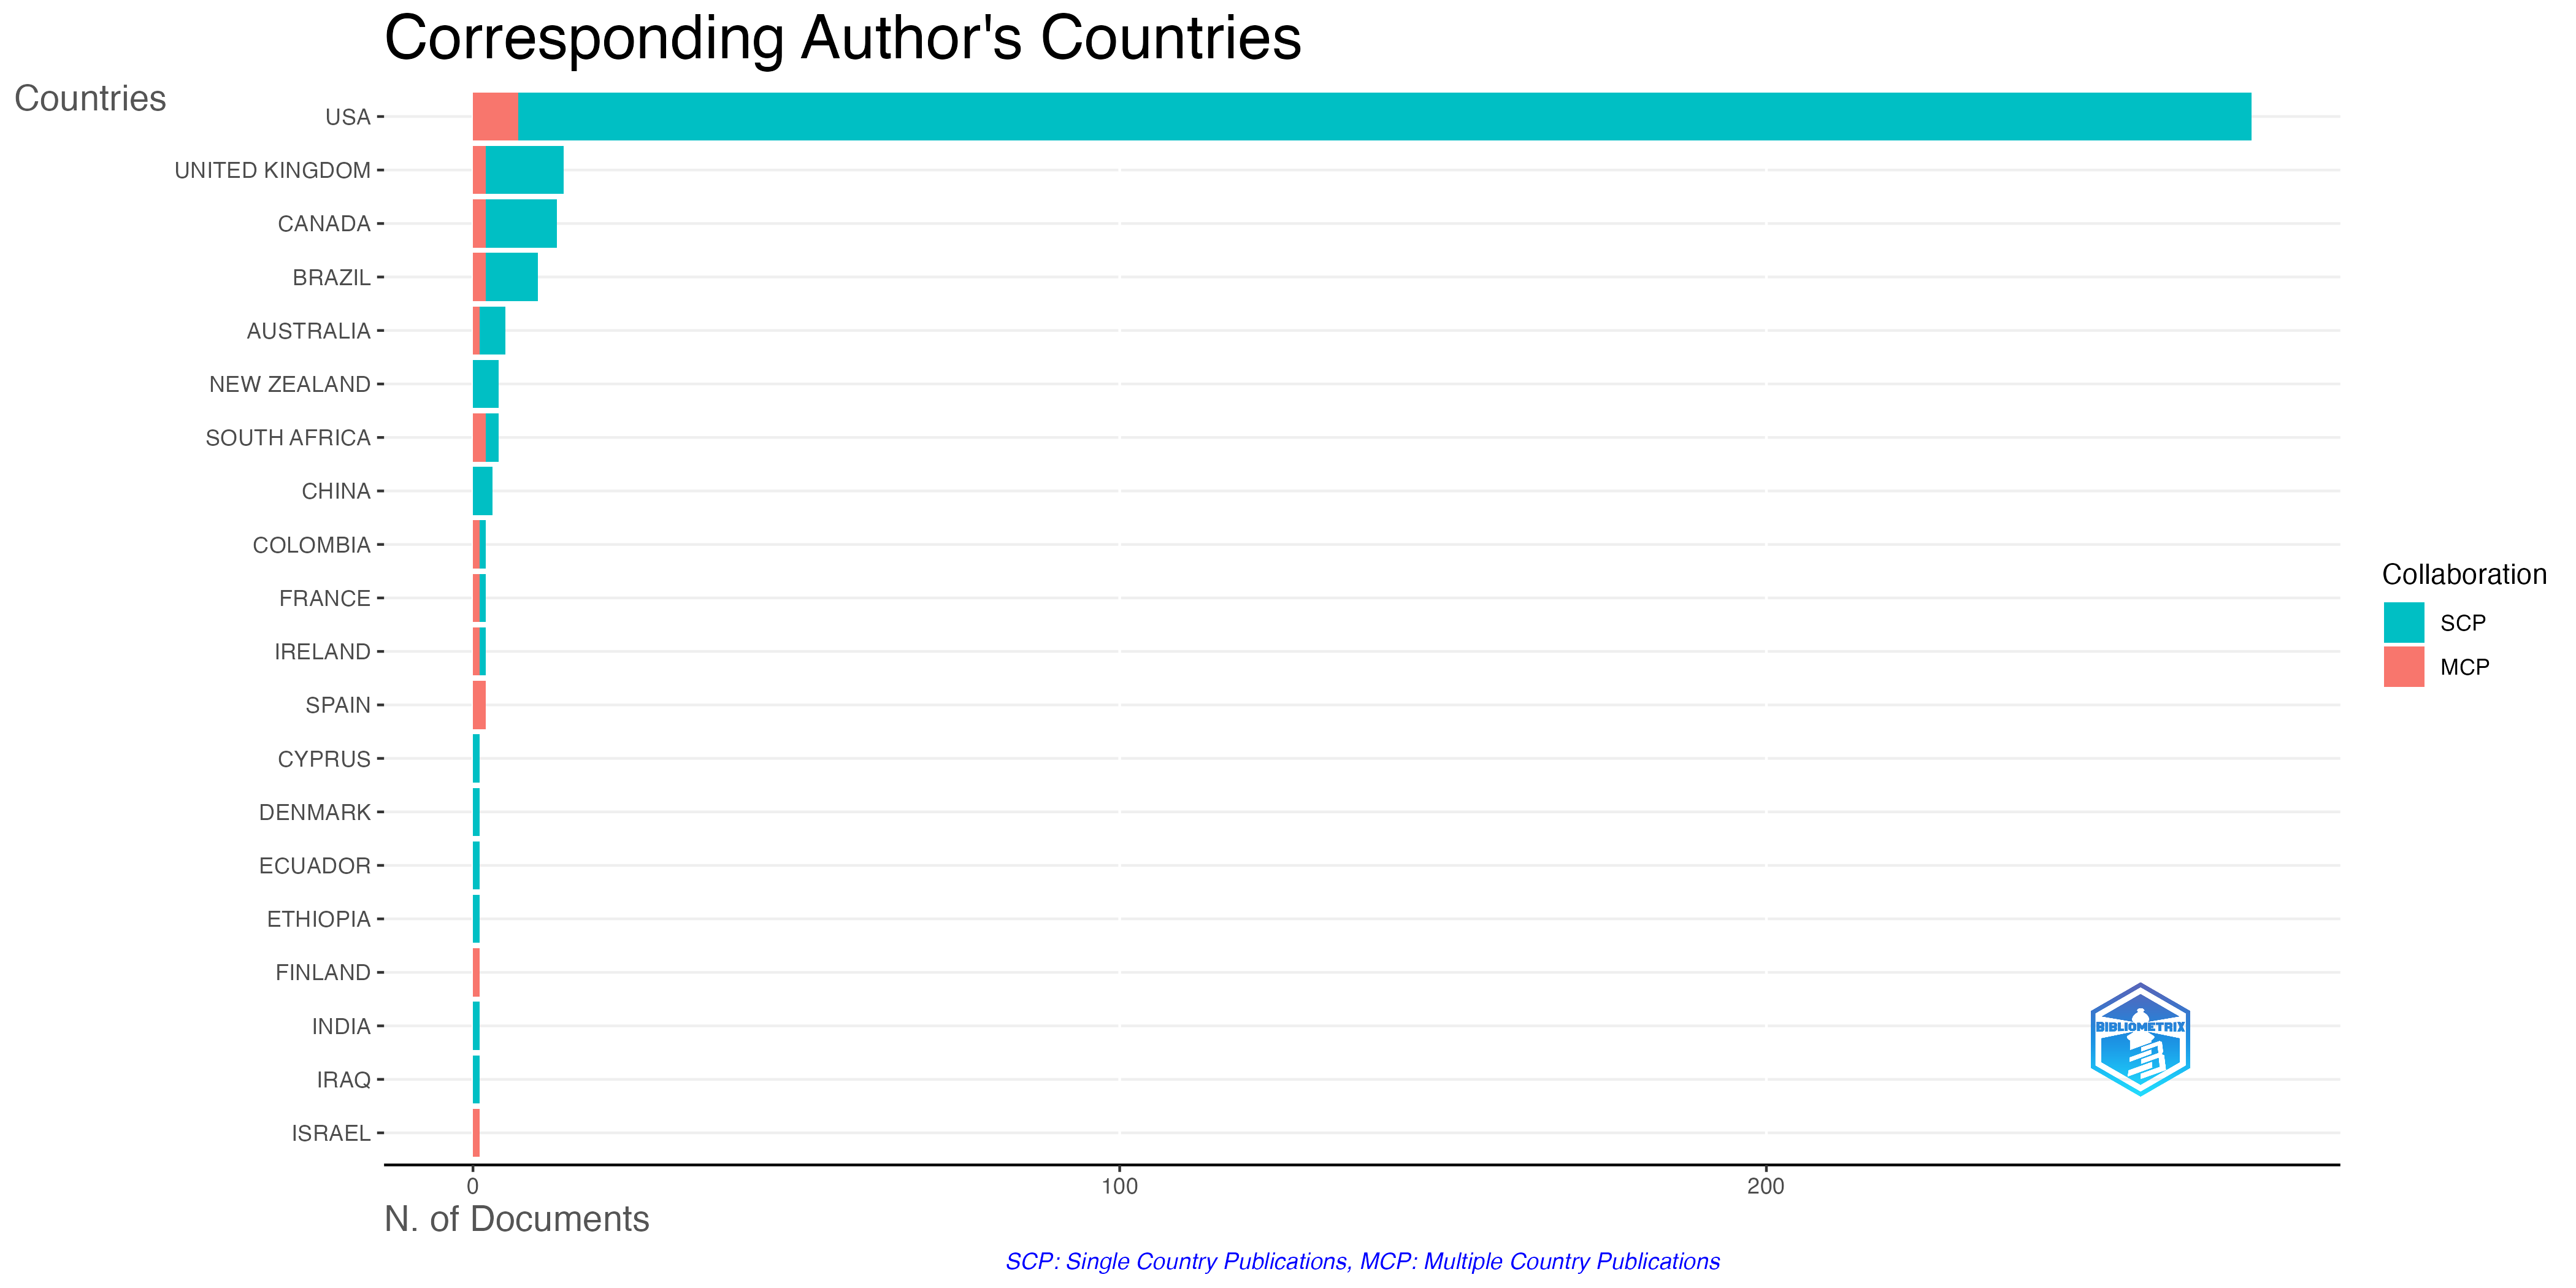 Corresponding Author's Countries
Countries
USA
UNITED KINGDOM
CANADA
BRAZIL
AUSTRALIA
NEW ZEALAND
SOUTH AFRICA
CHINA
COLOMBIA
FRANCE
IRELAND
SPAIN
CYPRUS
DENMARK
ECUADOR
ETHIOPIA
FINLAND
INDIA
IRAQ
ISRAEL
0 100 200
N. of Documents
Collaboration
SCP
MCP
BIBLIOMETRIX
SCP: Single Country Publications, MCP: Multiple Country Publications